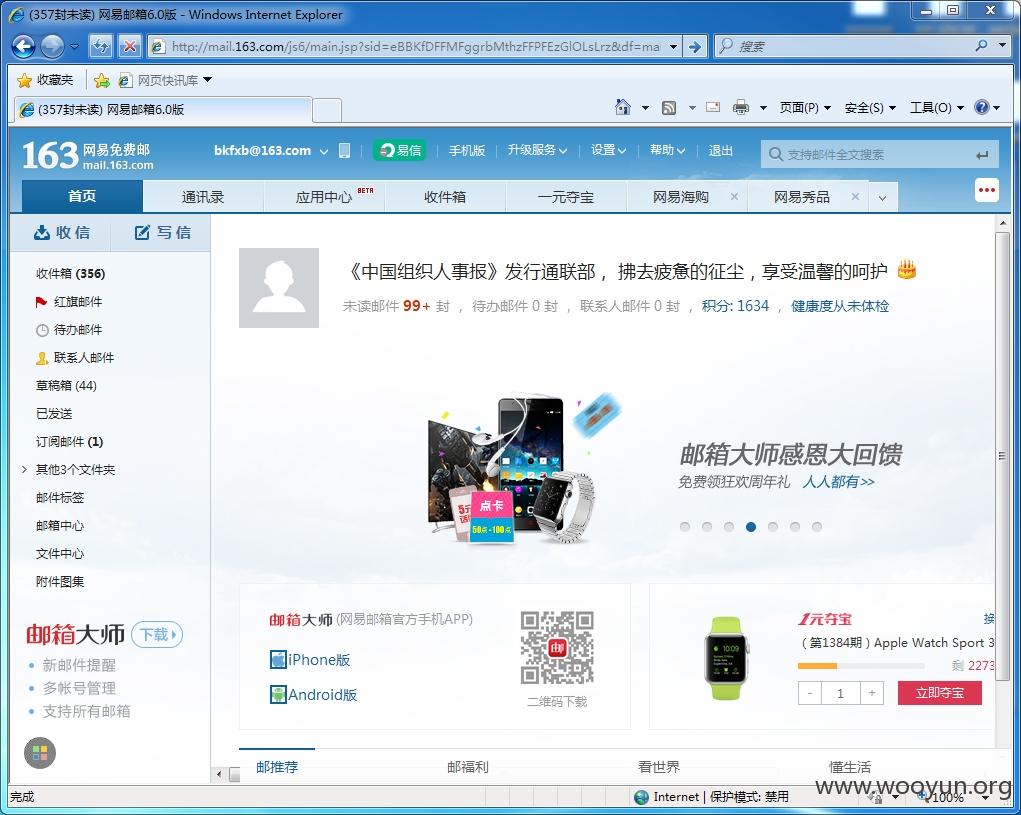 (357封未读) 网易邮箱6.0版 - Windows Internet Explorer
http://mail.163.com/js6/main.jsp?sid=eBBKfDFFMFggrbMthzFFPFEzGlOLsLrz&df=ma
搜索
收藏夹
网页快讯库
(357封未读) 网易邮箱6.0版
页面(P)
安全(S)
工具(O)
163 网易免费邮
mail.163.com
bkfxb@163.com
易信
手机版
升级服务
设置
帮助
退出
支持邮件全文搜索
首页
通讯录
应用中心 BETA
收件箱
一元夺宝
网易海购
网易秀品
收信
写信
收件箱 (356)
红旗邮件
待办邮件
联系人邮件
草稿箱 (44)
已发送
订阅邮件 (1)
其他3个文件夹
邮件标签
邮箱中心
文件中心
附件图集
邮箱大师 下载
新邮件提醒
多帐号管理
支持所有邮箱
《中国组织人事报》发行通联部，拂去疲惫的征尘，享受温馨的呵护
未读邮件 99+ 封 ，待办邮件 0 封 ，联系人邮件 0 封 ，积分: 1634 ，健康度从未体检
点卡
50点-100点
邮箱大师感恩大回馈
免费领狂欢周年礼 人人都有>>
邮箱大师 (网易邮箱官方手机APP)
iPhone版
Android版
邮
二维码下载
10:09
1元夺宝
换
（第1384期）Apple Watch Sport 3
剩 2273
- 1 +
立即夺宝
邮推荐
邮福利
看世界
懂生活
www.wooyun.org
完成
Internet | 保护模式: 禁用
100%